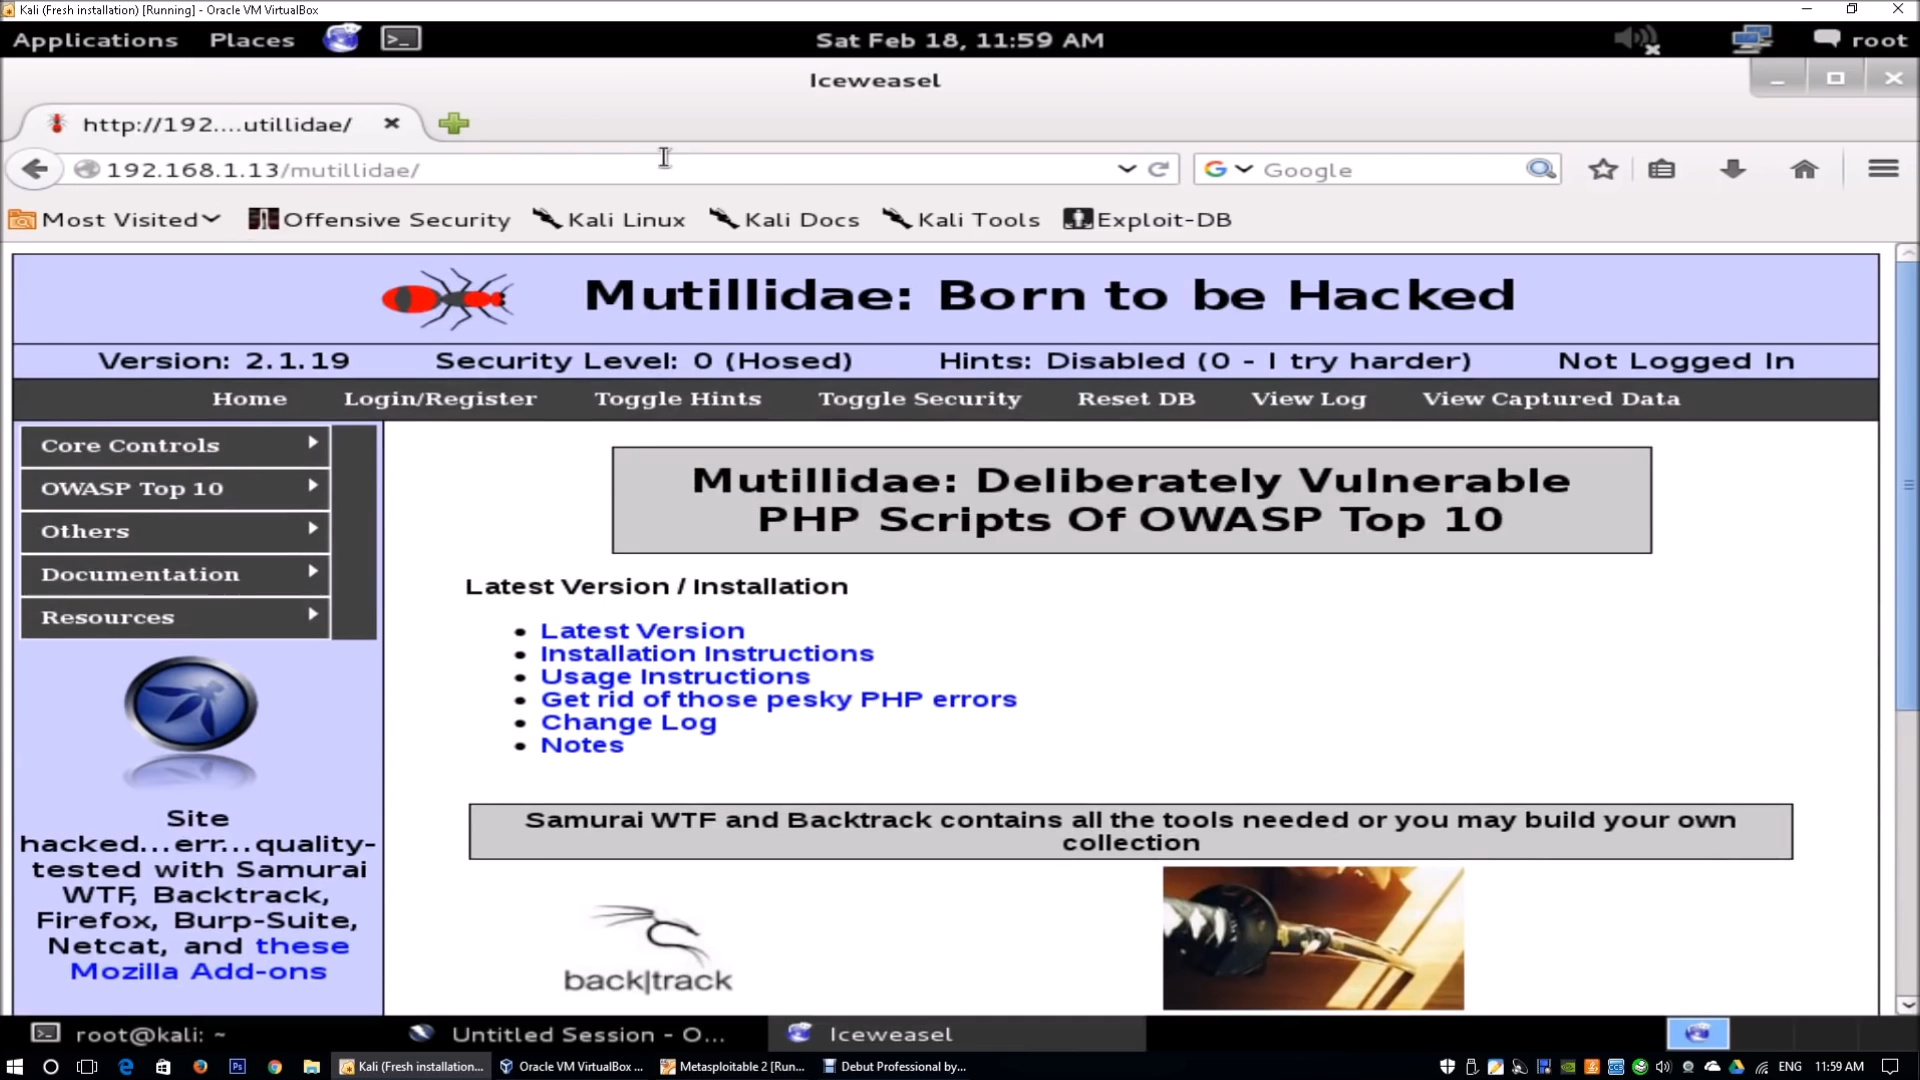 Kali (Fresh installation) [Running] - Oracle VM VirtualBox
Applications Places Sat Feb 18, 11:59 AM root
Iceweasel
http://192....utillidae/
192.168.1.13/mutillidae/ Google
Most Visited Offensive Security Kali Linux Kali Docs Kali Tools Exploit-DB
Mutillidae: Born to be Hacked
Version: 2.1.19 Security Level: 0 (Hosed) Hints: Disabled (0 - I try harder) Not Logged In
Home Login/Register Toggle Hints Toggle Security Reset DB View Log View Captured Data
Core Controls
OWASP Top 10
Others
Documentation
Resources
Site
hacked...err...quality-
tested with Samurai
WTF, Backtrack,
Firefox, Burp-Suite,
Netcat, and these
Mozilla Add-ons
Mutillidae: Deliberately Vulnerable
PHP Scripts Of OWASP Top 10
Latest Version / Installation
Latest Version
Installation Instructions
Usage Instructions
Get rid of those pesky PHP errors
Change Log
Notes
Samurai WTF and Backtrack contains all the tools needed or you may build your own
collection
back|track
root@kali: ~ Untitled Session - O... Iceweasel
Kali (Fresh installation... Oracle VM VirtualBox ... Metasploitable 2 [Run... Debut Professional by... ENG 11:59 AM